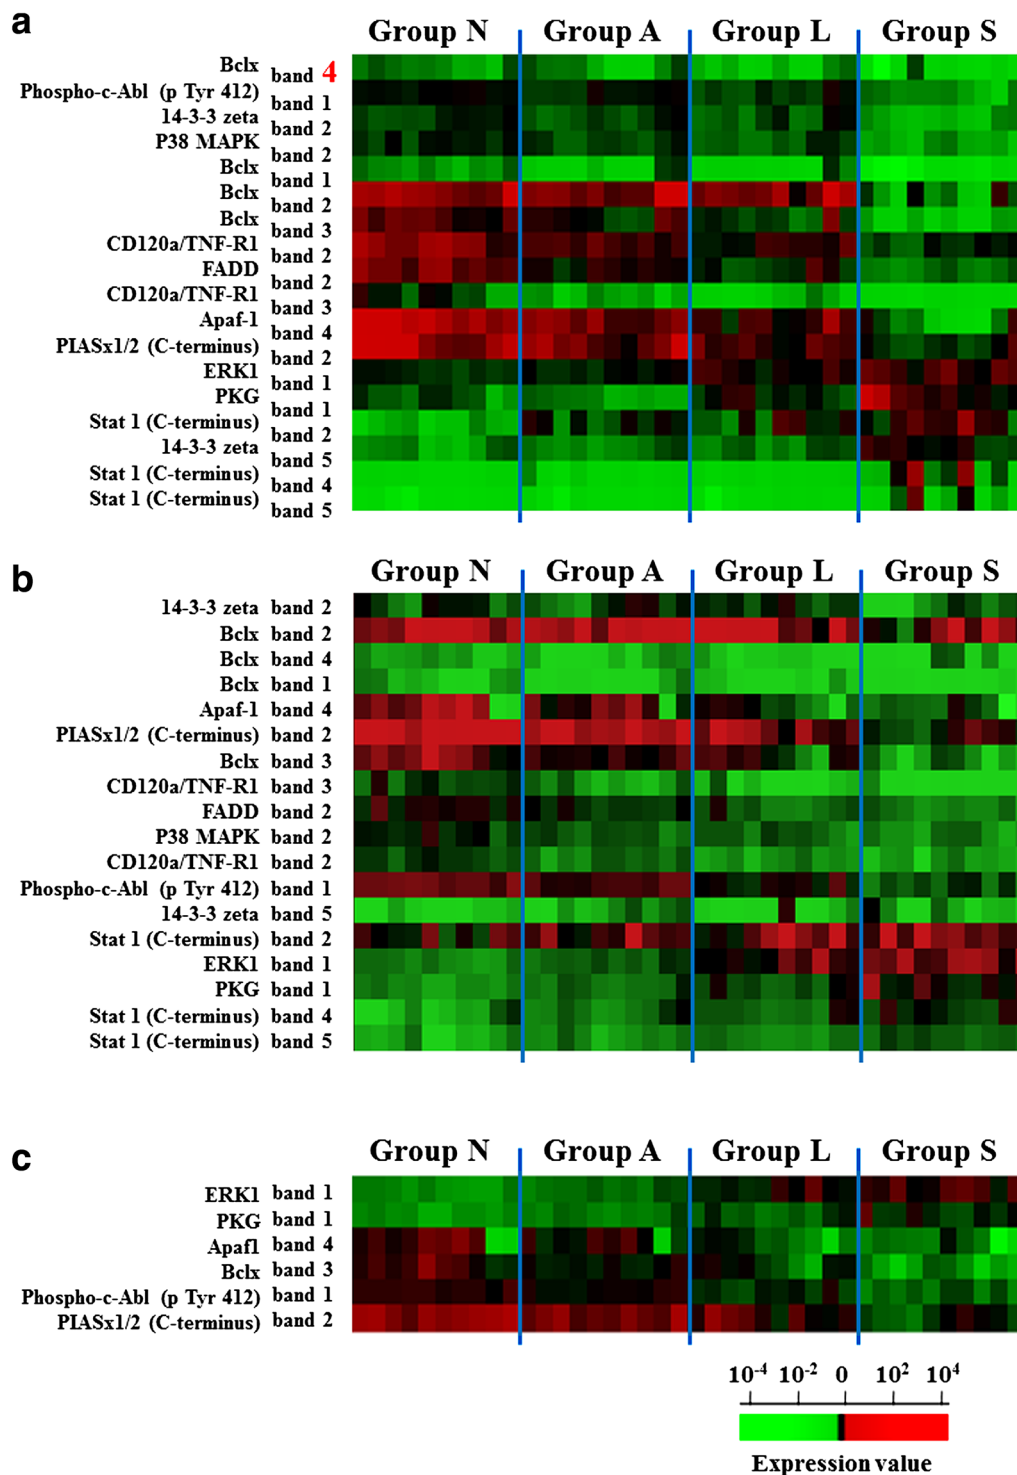 a
Group N Group A Group L Group S
Bclx band 4
Phospho-c-Abl (p Tyr 412) band 1
14-3-3 zeta band 2
P38 MAPK band 2
Bclx band 1
Bclx band 2
Bclx band 3
CD120a/TNF-R1 band 2
FADD band 2
CD120a/TNF-R1 band 3
Apaf-1 band 4
PIASx1/2 (C-terminus) band 2
ERK1 band 1
PKG band 1
Stat 1 (C-terminus) band 2
14-3-3 zeta band 5
Stat 1 (C-terminus) band 4
Stat 1 (C-terminus) band 5
b
Group N Group A Group L Group S
14-3-3 zeta band 2
Bclx band 2
Bclx band 4
Bclx band 1
Apaf-1 band 4
PIASx1/2 (C-terminus) band 2
Bclx band 3
CD120a/TNF-R1 band 3
FADD band 2
P38 MAPK band 2
CD120a/TNF-R1 band 2
Phospho-c-Abl (p Tyr 412) band 1
14-3-3 zeta band 5
Stat 1 (C-terminus) band 2
ERK1 band 1
PKG band 1
Stat 1 (C-terminus) band 4
Stat 1 (C-terminus) band 5
c
Group N Group A Group L Group S
ERK1 band 1
PKG band 1
Apaf1 band 4
Bclx band 3
Phospho-c-Abl (p Tyr 412) band 1
PIASx1/2 (C-terminus) band 2
10⁻⁴ 10⁻² 0 10² 10⁴
Expression value